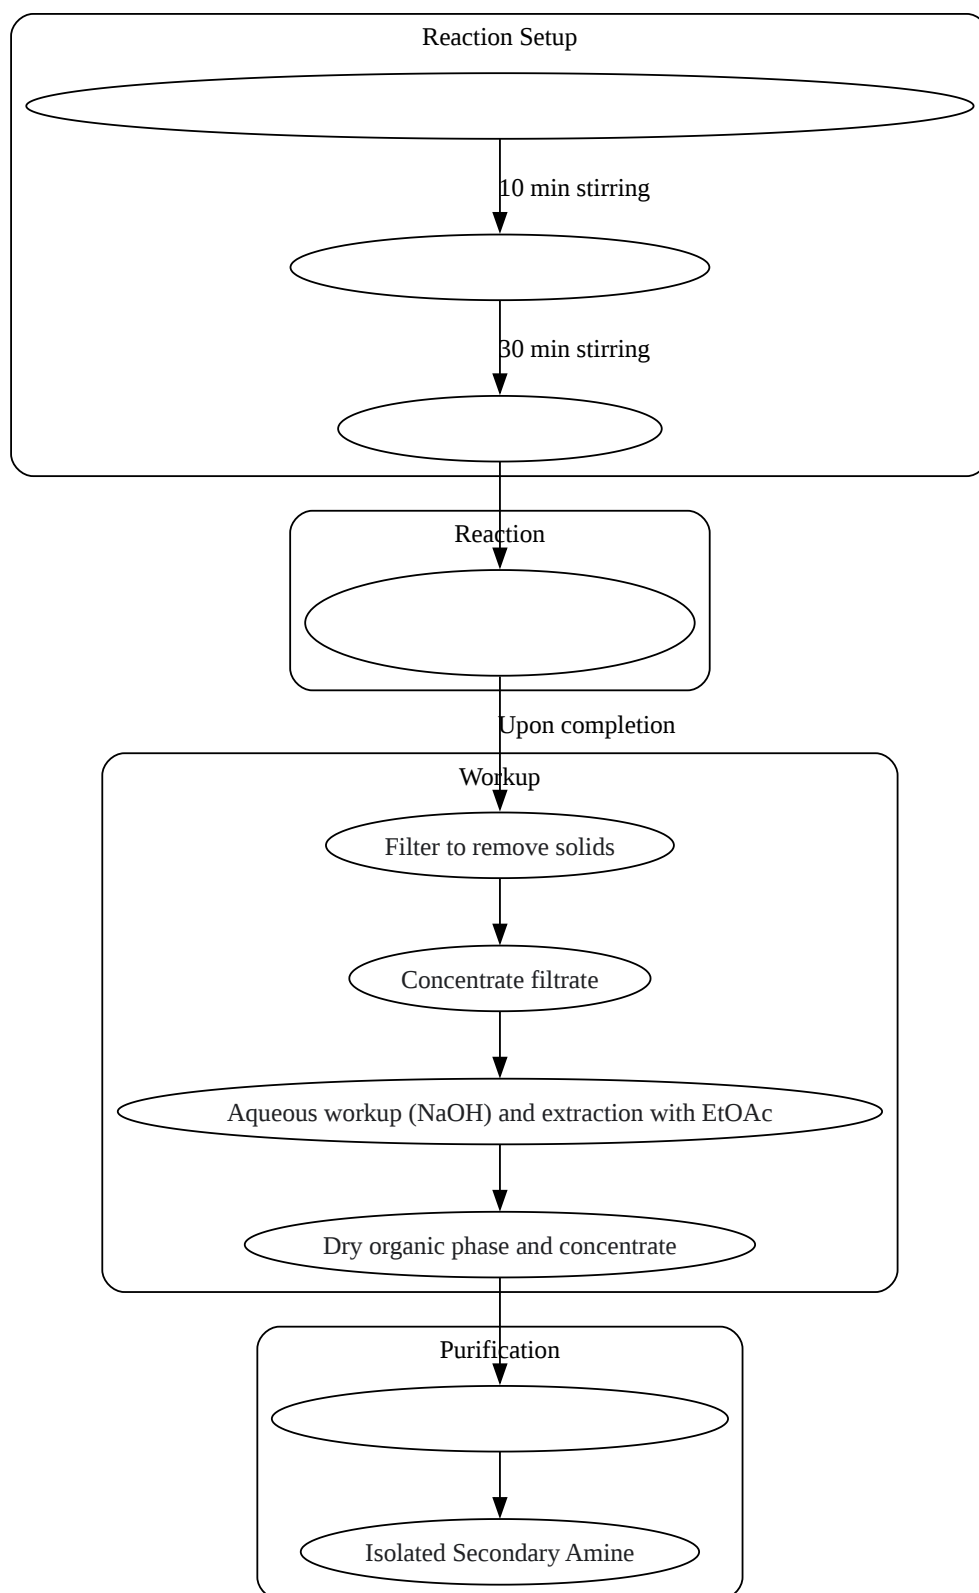 Reaction Setup
10 min stirring
30 min stirring
Reaction
Upon completion
Workup
Filter to remove solids
Concentrate filtrate
Aqueous workup (NaOH) and extraction with EtOAc
Dry organic phase and concentrate
Purification
Isolated Secondary Amine